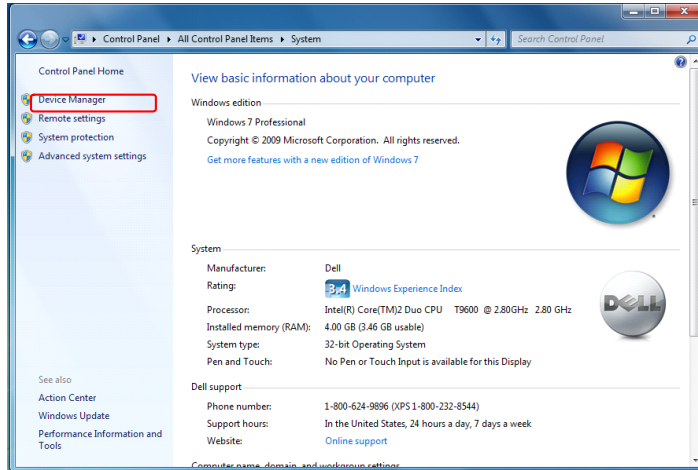 Control Panel ▸ All Control Panel Items ▸ System
Search Control Panel
Control Panel Home
Device Manager
Remote settings
System protection
Advanced system settings
See also
Action Center
Windows Update
Performance Information and
Tools
View basic information about your computer
Windows edition
Windows 7 Professional
Copyright © 2009 Microsoft Corporation. All rights reserved.
Get more features with a new edition of Windows 7
System
Manufacturer: Dell
Rating: 3.4 Windows Experience Index
Processor: Intel(R) Core(TM)2 Duo CPU T9600 @ 2.80GHz 2.80 GHz
Installed memory (RAM): 4.00 GB (3.46 GB usable)
System type: 32-bit Operating System
Pen and Touch: No Pen or Touch Input is available for this Display
DELL
Dell support
Phone number: 1-800-624-9896 (XPS 1-800-232-8544)
Support hours: In the United States, 24 hours a day, 7 days a week
Website: Online support
Computer name, domain, and workgroup settings